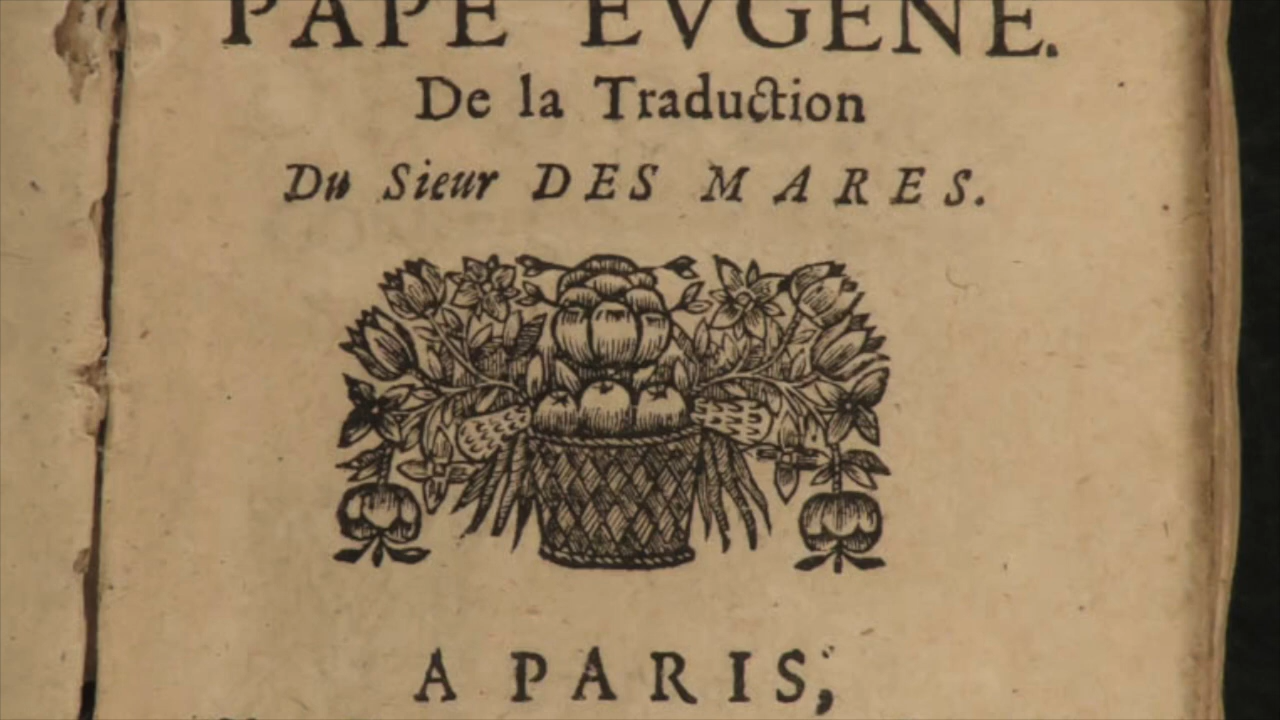 PAPE EVGENE.
De la Traduction
Du Sieur DES MARES.
A PARIS,